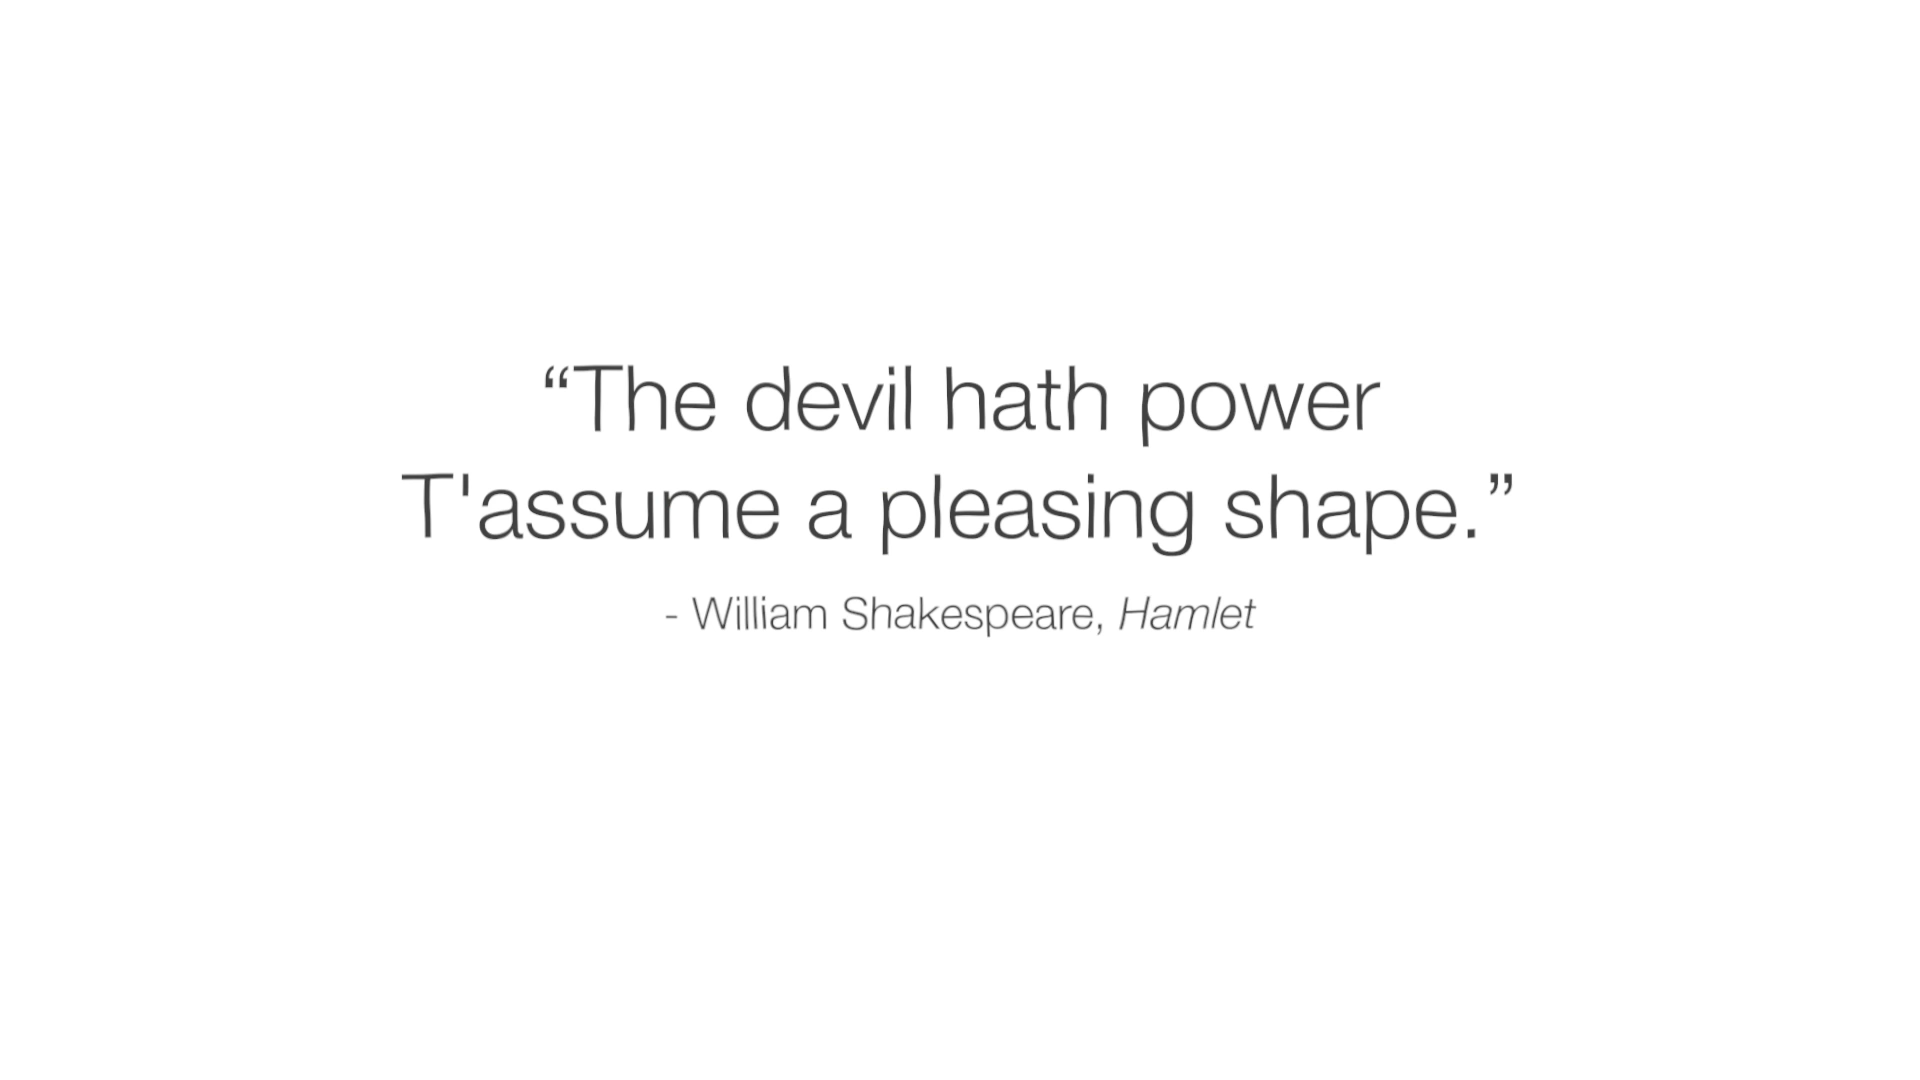 “The devil hath power
T'assume a pleasing shape.”
- William Shakespeare, Hamlet